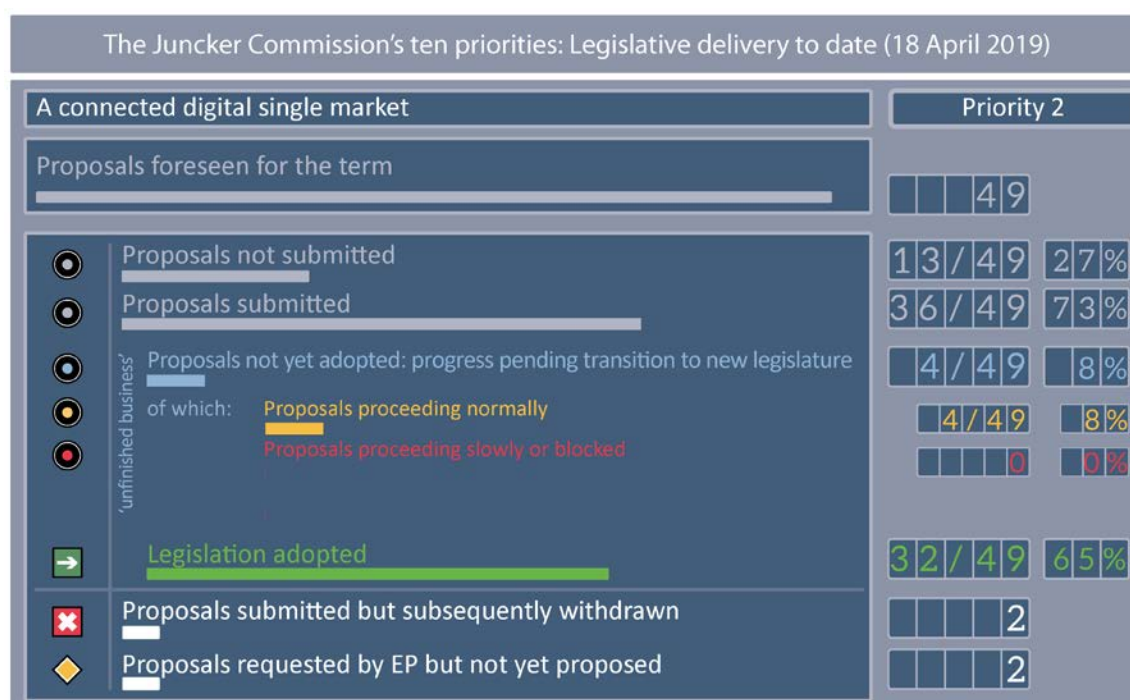 The Juncker Commission's ten priorities: Legislative delivery to date (18 April 2019)
A connected digital single market
Priority 2
Proposals foreseen for the term
49
Proposals not submitted
13/49 27%
Proposals submitted
36/49 73%
'unfinished business'
Proposals not yet adopted: progress pending transition to new legislature
4/49 8%
of which: Proposals proceeding normally
4/49 8%
Proposals proceeding slowly or blocked
0 0%
Legislation adopted
32/49 65%
Proposals submitted but subsequently withdrawn
2
Proposals requested by EP but not yet proposed
2